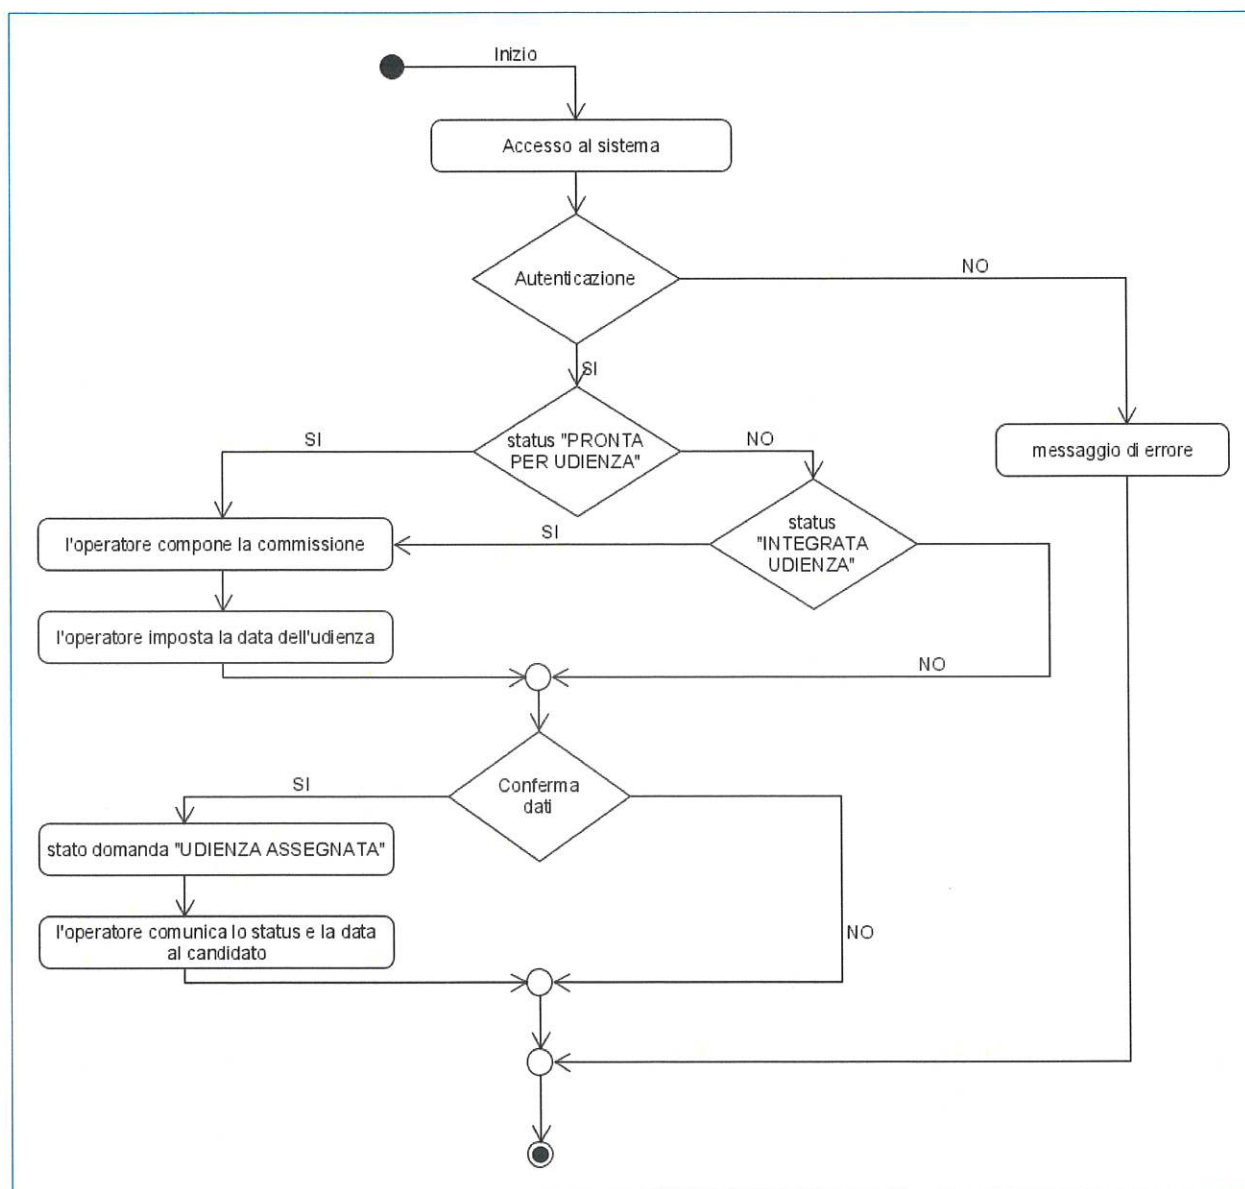 Inizio
Accesso al sistema
Autenticazione
NO
SI
status "PRONTA
PER UDIENZA"
SI
NO
messaggio di errore
status
"INTEGRATA
UDIENZA"
SI
l'operatore compone la commissione
l'operatore imposta la data dell'udienza
NO
Conferma
dati
SI
stato domanda "UDIENZA ASSEGNATA"
l'operatore comunica lo status e la data
al candidato
NO